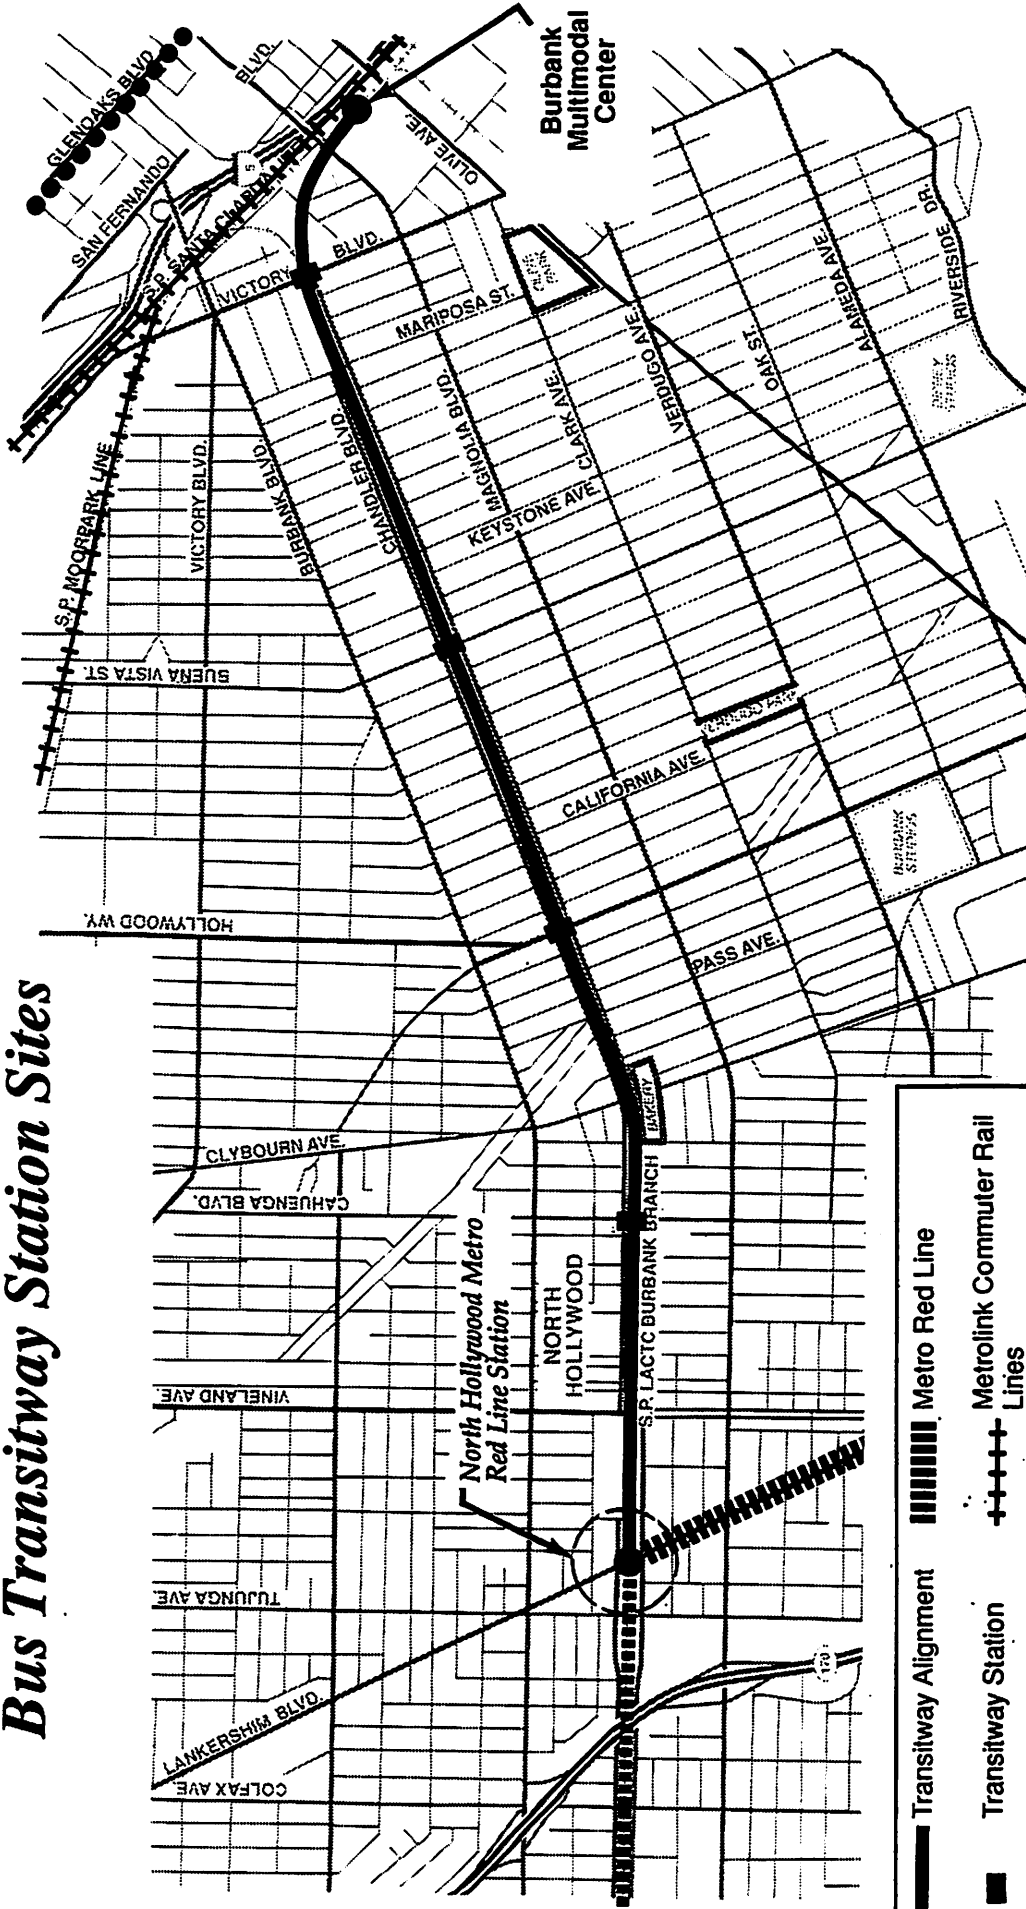 Bus Transitway Station Sites
GLENOAKS BLVD.
BLVD.
SAN FERNANDO
5
S.P. MOORPARK LINE
VICTORY
BLVD.
OLIVE AVE.
Burbank
Multimodal
Center
MARIPOSA ST.
VICTORY BLVD.
BURBANK BLVD.
CHANDLER BLVD.
MAGNOLIA BLVD.
CLARK AVE.
VERDUGO AVE.
OAK ST.
ALAMEDA AVE.
RIVERSIDE DR.
KEYSTONE AVE.
BUENA VISTA ST.
CALIFORNIA AVE.
BURBANK
STUDIOS
HOLLYWOOD WY.
PASS AVE.
BAKERY
CLYBOURN AVE.
CAHUENGA BLVD.
North Hollywood Metro
Red Line Station
NORTH
HOLLYWOOD
S.P. LACTC BURBANK BRANCH
VINELAND AVE.
TUJUNGA AVE
LANKERSHIM BLVD.
COLFAX AVE.
170
Transitway Alignment
Metro Red Line
Transitway Station
Metrolink Commuter Rail
Lines